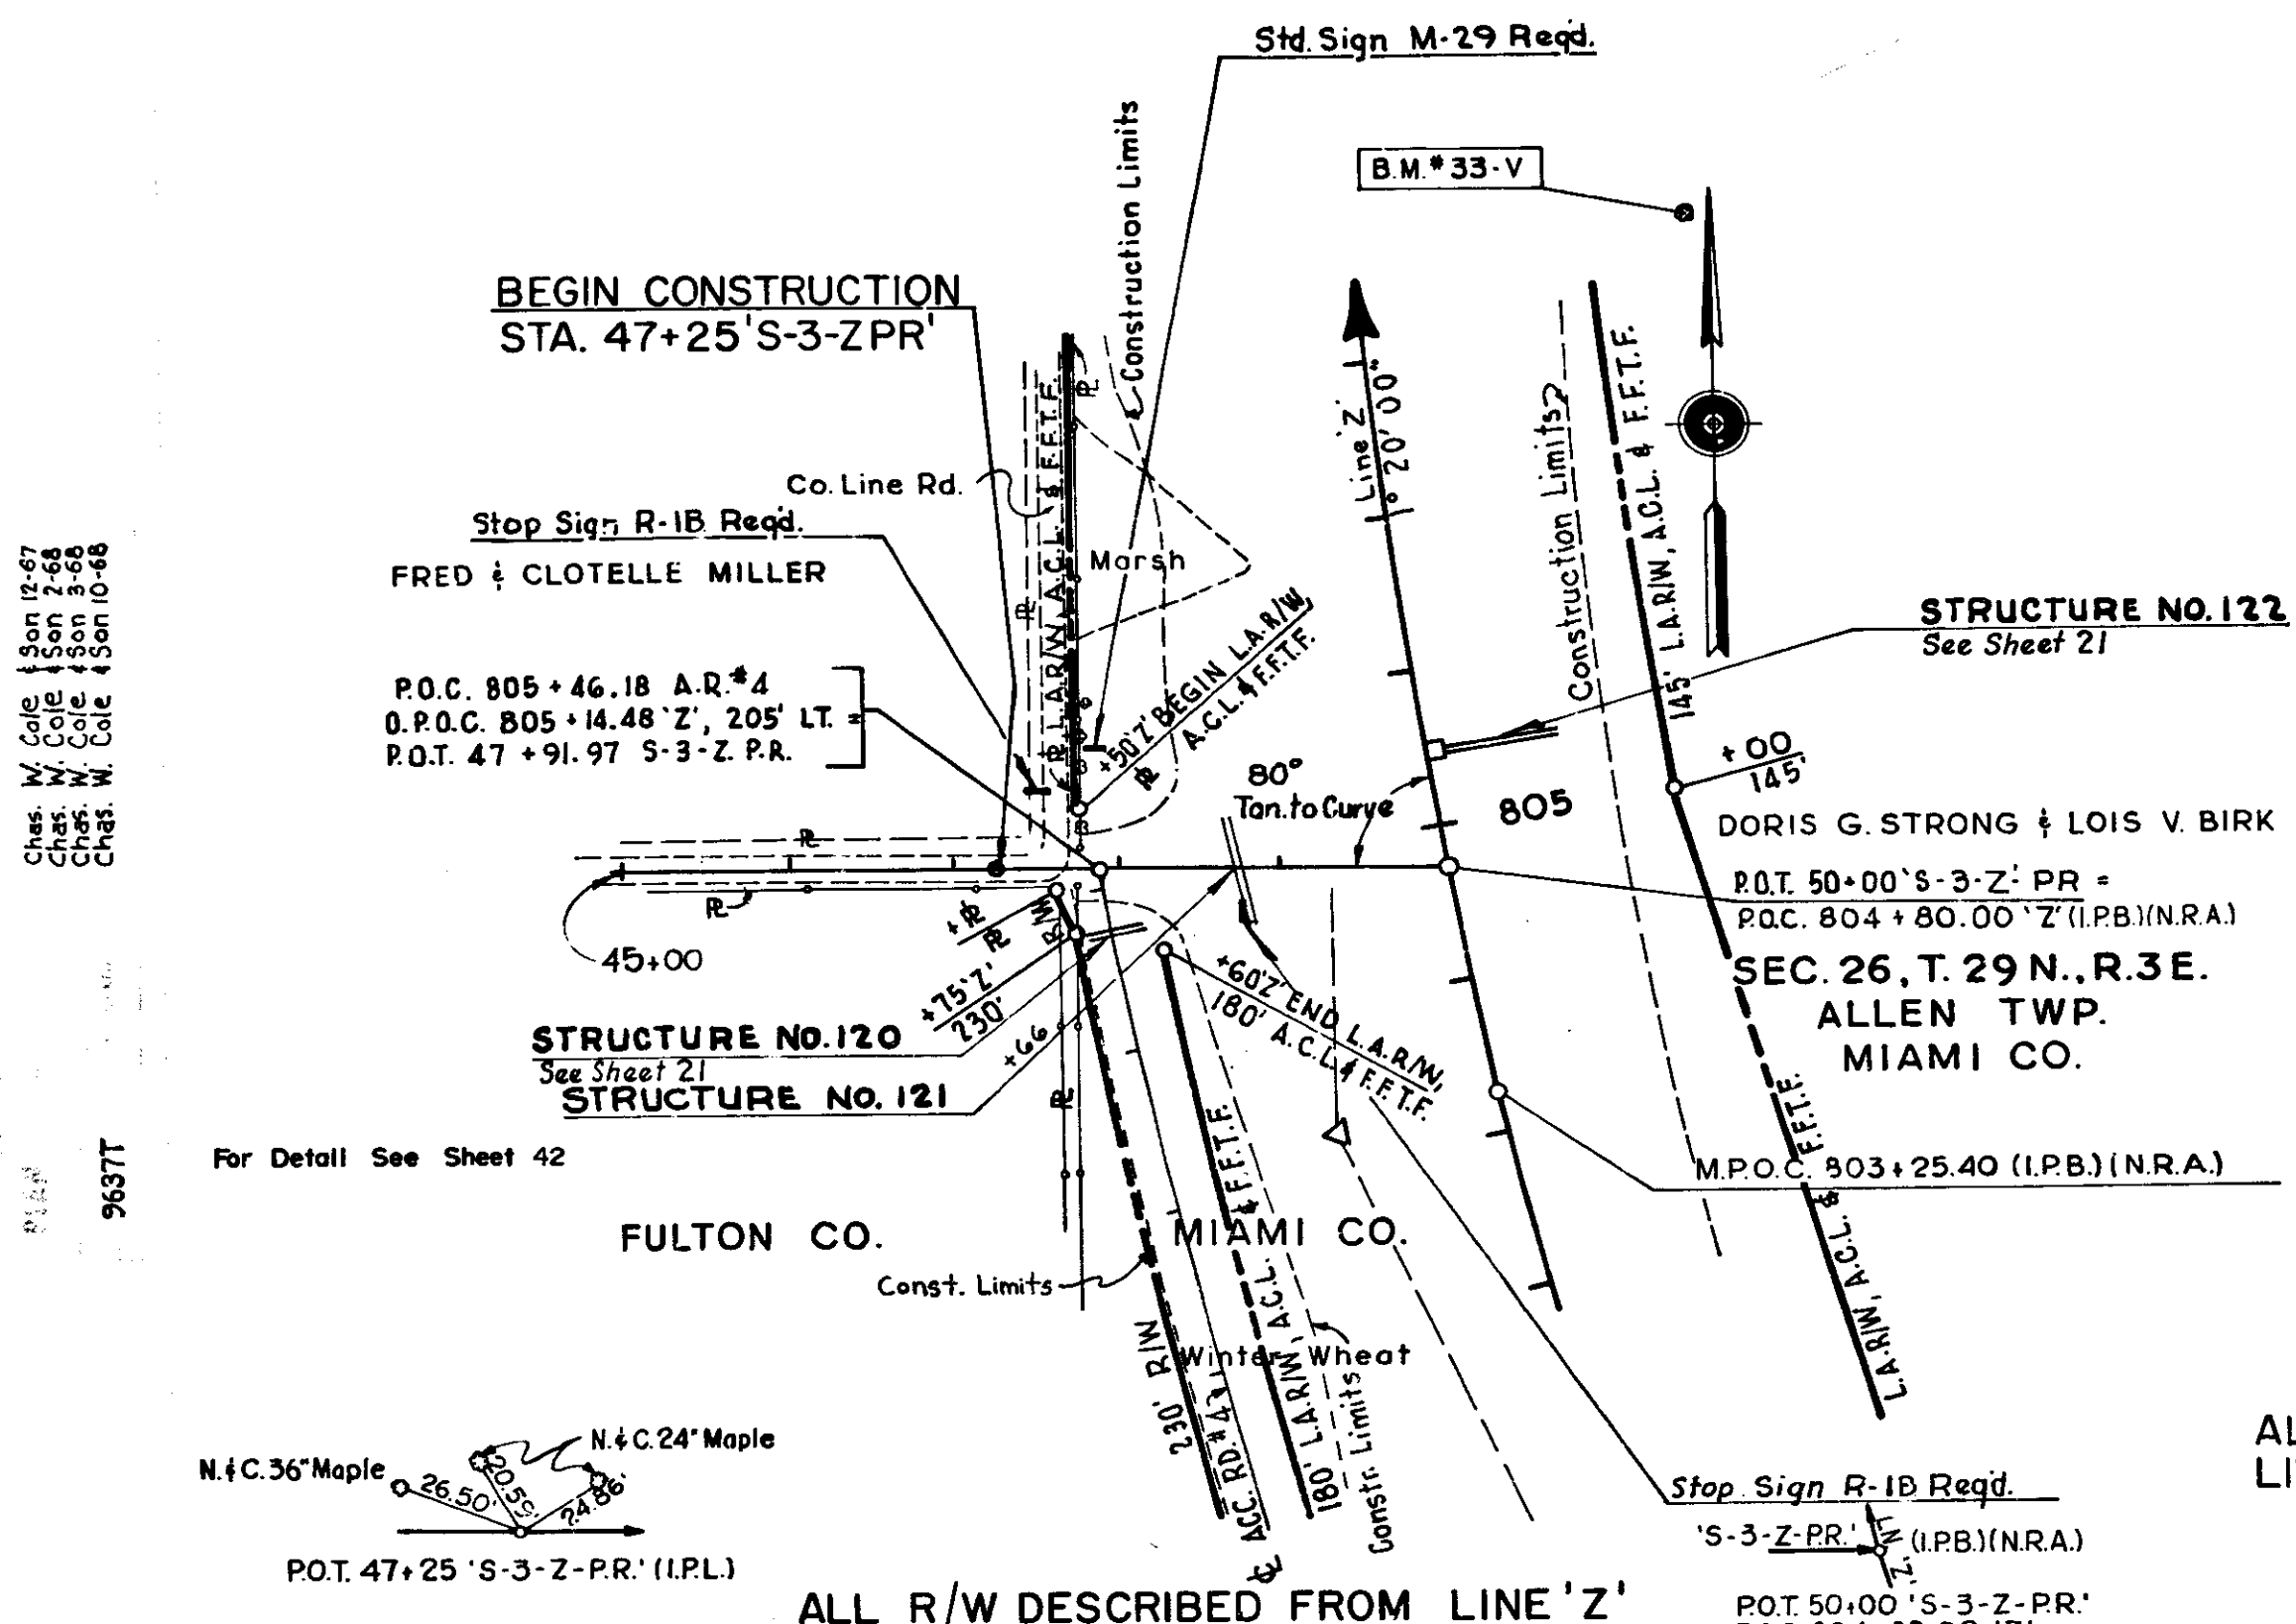 Std. Sign M-29 Reqd.
Construction Limits
B.M. #33-V
BEGIN CONSTRUCTION
STA. 47+25 'S-3-Z PR'
Co. Line Rd.
Stop Sign R-1B Reqd.
FRED & CLOTELLE MILLER
Marsh
P.O.C. 805+46.18 A.R. #4
O.P.O.C. 805+14.48 'Z', 205' LT. =
P.O.T. 47+91.97 S-3-Z. P.R.
L.A.R/W, A.C.L. & F.F.T.F.
+50 'Z' BEGIN L.A.R/W,
A.C.L. & F.F.T.F.
Line 'Z'
1° 20' 00"
Construction Limits
145' L.A.R/W, A.C.L. & F.F.T.F.
STRUCTURE NO. 122
See Sheet 21
80°
Tan. to Curve
805
+00
145'
DORIS G. STRONG & LOIS V. BIRK
P.O.T. 50+00 'S-3-Z' PR =
P.O.C. 804+80.00 'Z' (I.P.B.)(N.R.A.)
SEC. 26, T. 29 N., R. 3 E.
ALLEN TWP.
MIAMI CO.
45+00
+75 'Z'
230'
STRUCTURE NO. 120
See Sheet 21
STRUCTURE NO. 121
+66
+60 'Z' END L.A.R/W,
180' A.C.L. & F.F.T.F.
M.P.O.C. 803+25.40 (I.P.B.)(N.R.A.)
Chas. W. Cole & Son 12-67
Chas. W. Cole & Son 2-68
Chas. W. Cole & Son 3-68
Chas. W. Cole & Son 10-68
9637T
For Detail See Sheet 42
FULTON CO.
MIAMI CO.
Const. Limits
Winter Wheat
230' R/W
℄ ACC. RD. #4
180' L.A.R/W, A.C.L. & F.F.T.F.
Constr. Limits
L.A.R/W, A.C.L. & F.F.T.F.
N. & C. 36" Maple
N. & C. 24" Maple
26.50'
20.59'
24.86'
P.O.T. 47+25 'S-3-Z-P.R.' (I.P.L.)
Stop Sign R-1B Reqd.
'S-3-Z-P.R.'
(I.P.B.)(N.R.A.)
P.O.T. 50+00 'S-3-Z-P.R.'
ALL R/W DESCRIBED FROM LINE 'Z'